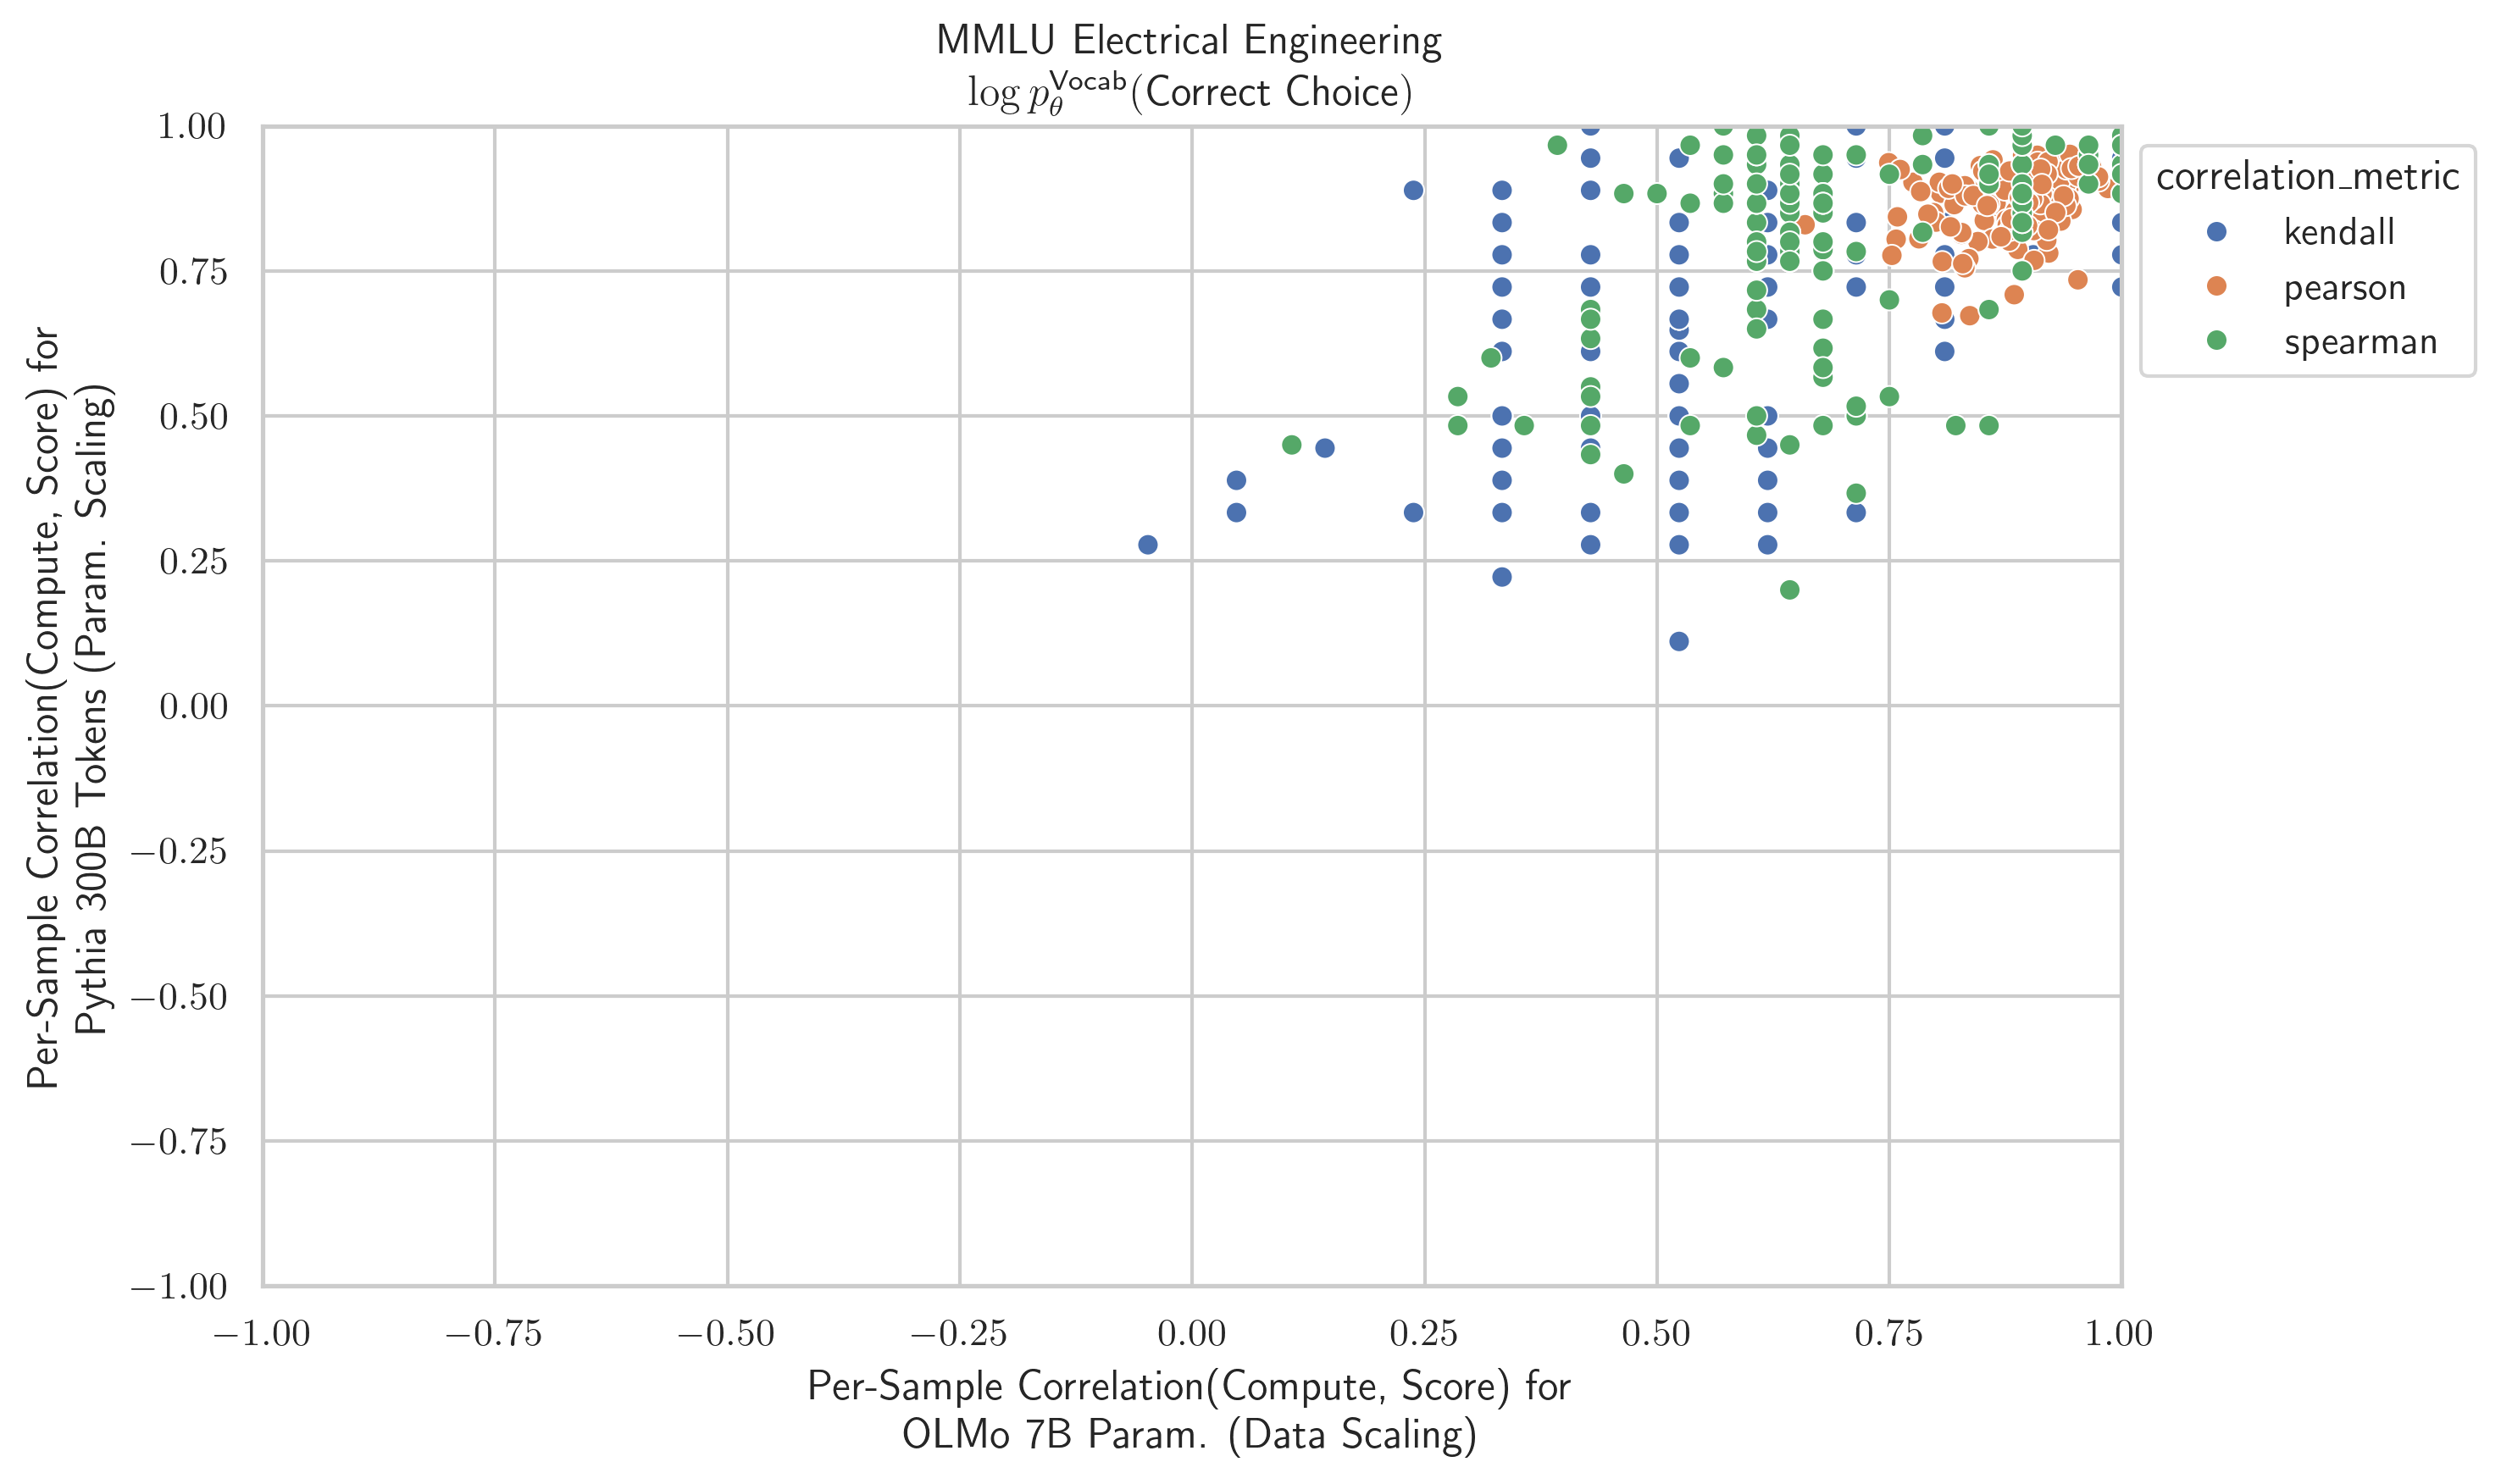 MMLU Electrical Engineering
log p_θ^Vocab(Correct Choice)
1.00
0.75
0.50
0.25
0.00
−0.25
−0.50
−0.75
−1.00
Per-Sample Correlation(Compute, Score) for
Pythia 300B Tokens (Param. Scaling)
−1.00
−0.75
−0.50
−0.25
0.00
0.25
0.50
0.75
1.00
Per-Sample Correlation(Compute, Score) for
OLMo 7B Param. (Data Scaling)
correlation_metric
kendall
pearson
spearman